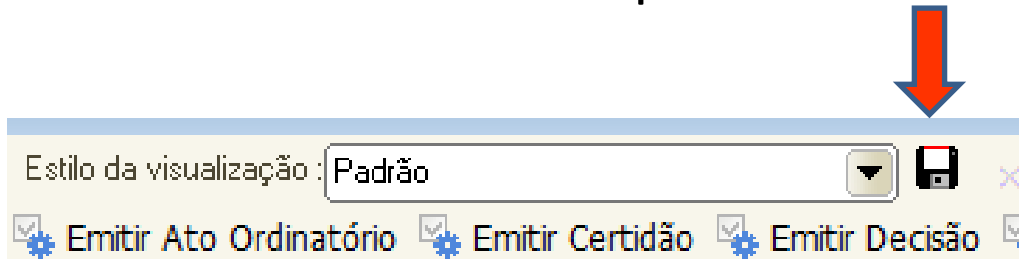 Estilo da visualização : Padrão
Emitir Ato Ordinatório Emitir Certidão Emitir Decisão